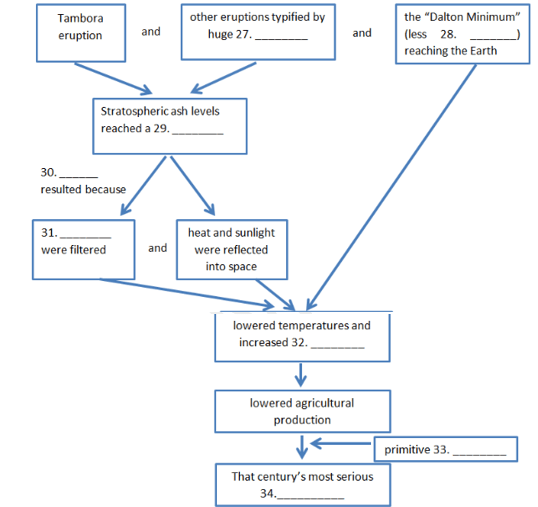 Tambora
eruption
and
other eruptions typified by
huge 27. ________
and
the “Dalton Minimum”
(less 28. _______)
reaching the Earth
Stratospheric ash levels
reached a 29. ________
30. ______
resulted because
31. ________
were filtered
and
heat and sunlight
were reflected
into space
lowered temperatures and
increased 32. ________
lowered agricultural
production
primitive 33. ________
That century’s most serious
34.__________